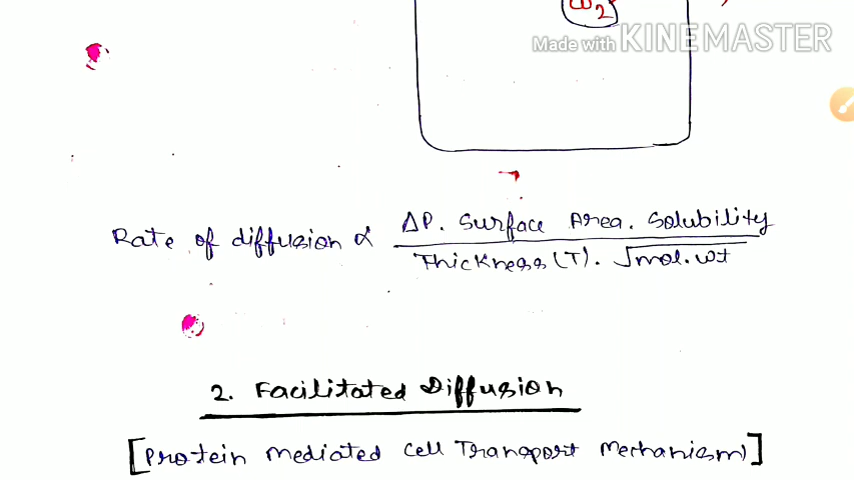 CO2
Made with KINEMASTER
Rate of diffusion ∝ ΔP. Surface Area. Solubility
Thickness (T). √mol.wt
2. Facilitated Diffusion
[Protein mediated cell Transport Mechanism]